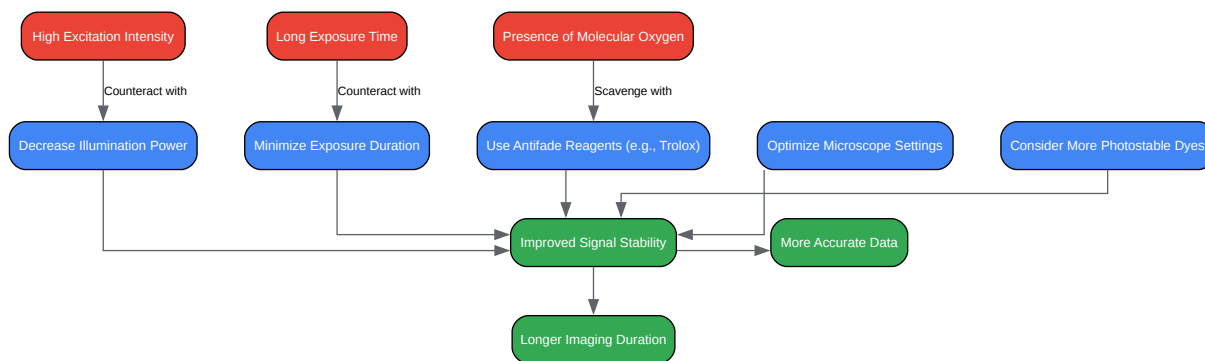 High Excitation Intensity
Long Exposure Time
Presence of Molecular Oxygen
Counteract with
Counteract with
Scavenge with
Decrease Illumination Power
Minimize Exposure Duration
Use Antifade Reagents (e.g., Trolox)
Optimize Microscope Settings
Consider More Photostable Dyes
Improved Signal Stability
More Accurate Data
Longer Imaging Duration